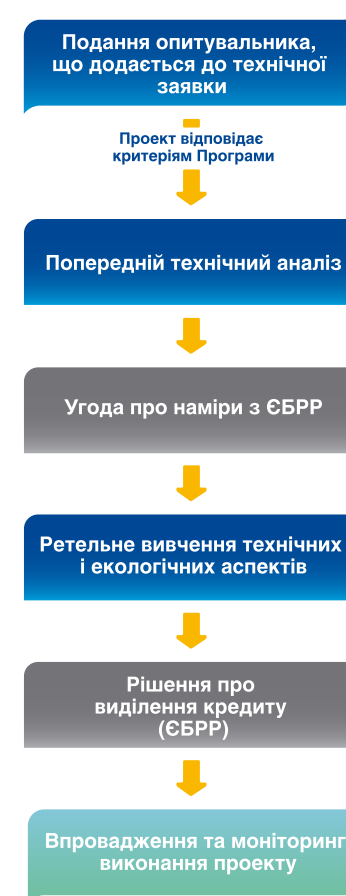 Подання опитувальника,
що додається до технічної
заявки
Проект відповідає
критеріям Програми
Попередній технічний аналіз
Угода про наміри з ЄБРР
Ретельне вивчення технічних
і екологічних аспектів
Рішення про
виділення кредиту
(ЄБРР)
Впровадження та моніторинг
виконання проекту